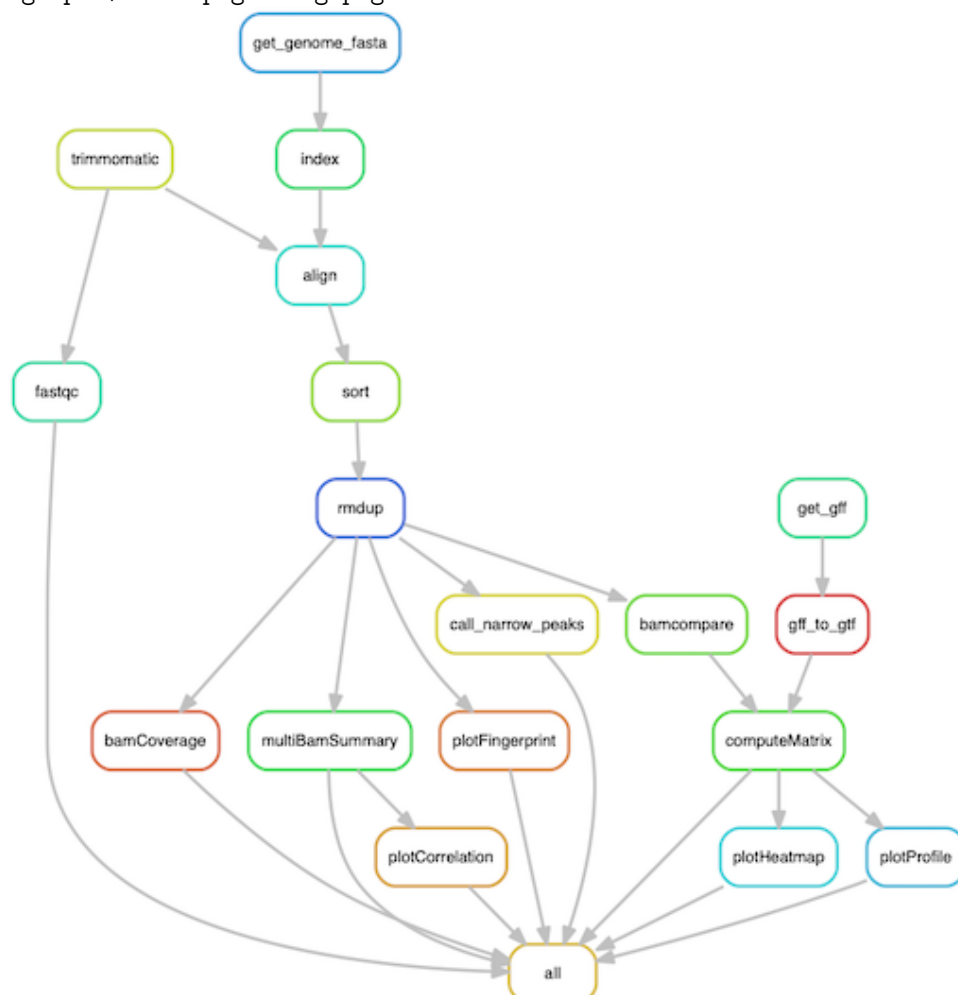 get_genome_fasta
trimmomatic
index
align
fastqc
sort
rmdup
get_gff
call_narrow_peaks
bamcompare
gff_to_gtf
bamCoverage
multiBamSummary
plotFingerprint
computeMatrix
plotCorrelation
plotHeatmap
plotProfile
all